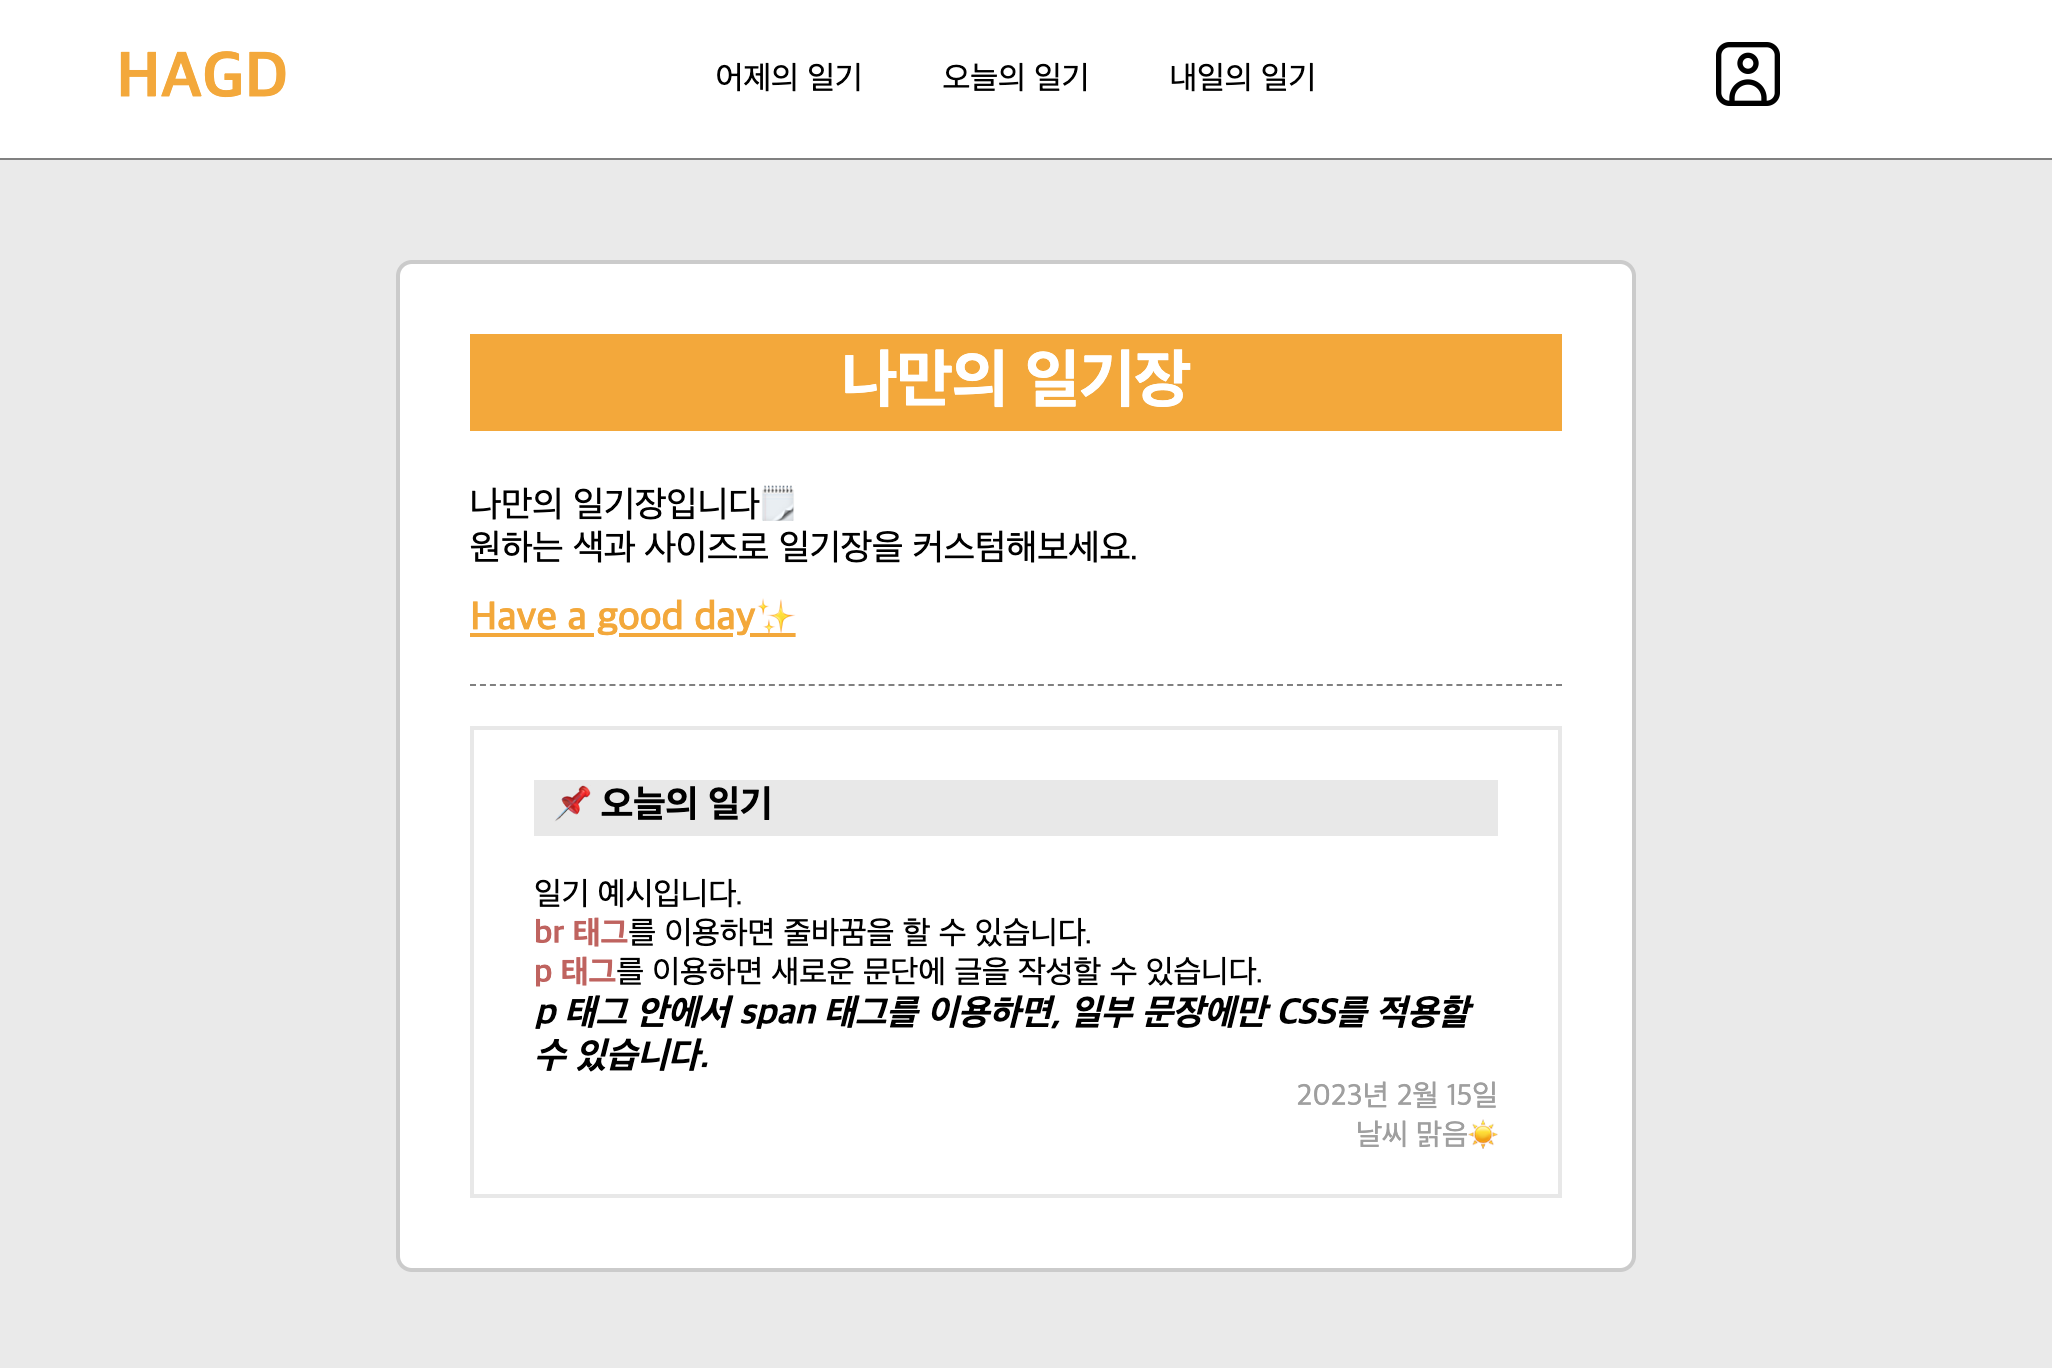 HAGD
어제의 일기 오늘의 일기 내일의 일기
나만의 일기장
나만의 일기장입니다🗒️
원하는 색과 사이즈로 일기장을 커스텀해보세요.
Have a good day✨
📌 오늘의 일기
일기 예시입니다.
br 태그를 이용하면 줄바꿈을 할 수 있습니다.
p 태그를 이용하면 새로운 문단에 글을 작성할 수 있습니다.
p 태그 안에서 span 태그를 이용하면, 일부 문장에만 CSS를 적용할
수 있습니다.
2023년 2월 15일
날씨 맑음☀️